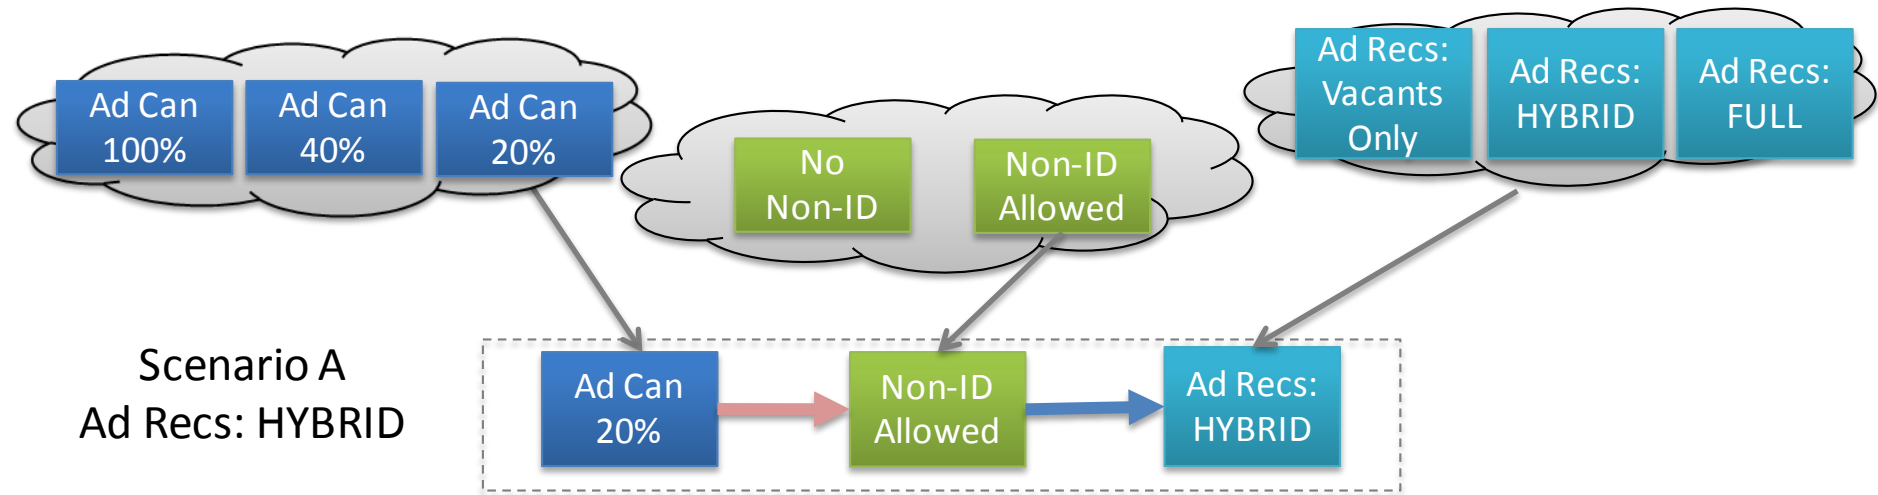 Ad Can
100%
Ad Can
40%
Ad Can
20%
No
Non-ID
Non-ID
Allowed
Ad Recs:
Vacants
Only
Ad Recs:
HYBRID
Ad Recs:
FULL
Scenario A
Ad Recs: HYBRID
Ad Can
20%
Non-ID
Allowed
Ad Recs:
HYBRID